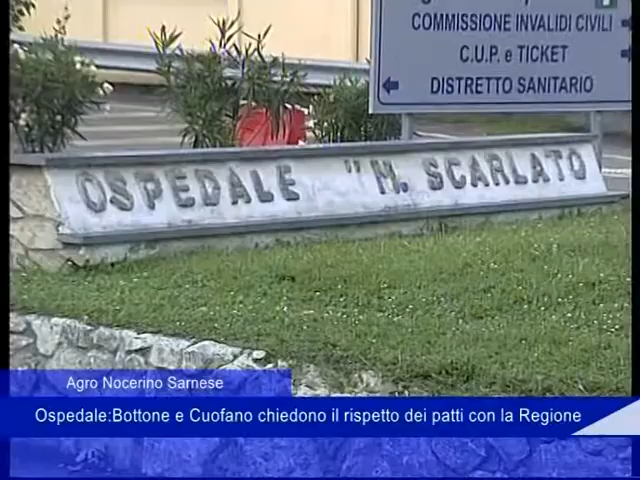 COMMISSIONE INVALIDI CIVILI
C.U.P. e TICKET
DISTRETTO SANITARIO
OSPEDALE "M. SCARLATO
Agro Nocerino Sarnese
Ospedale:Bottone e Cuofano chiedono il rispetto dei patti con la Regione